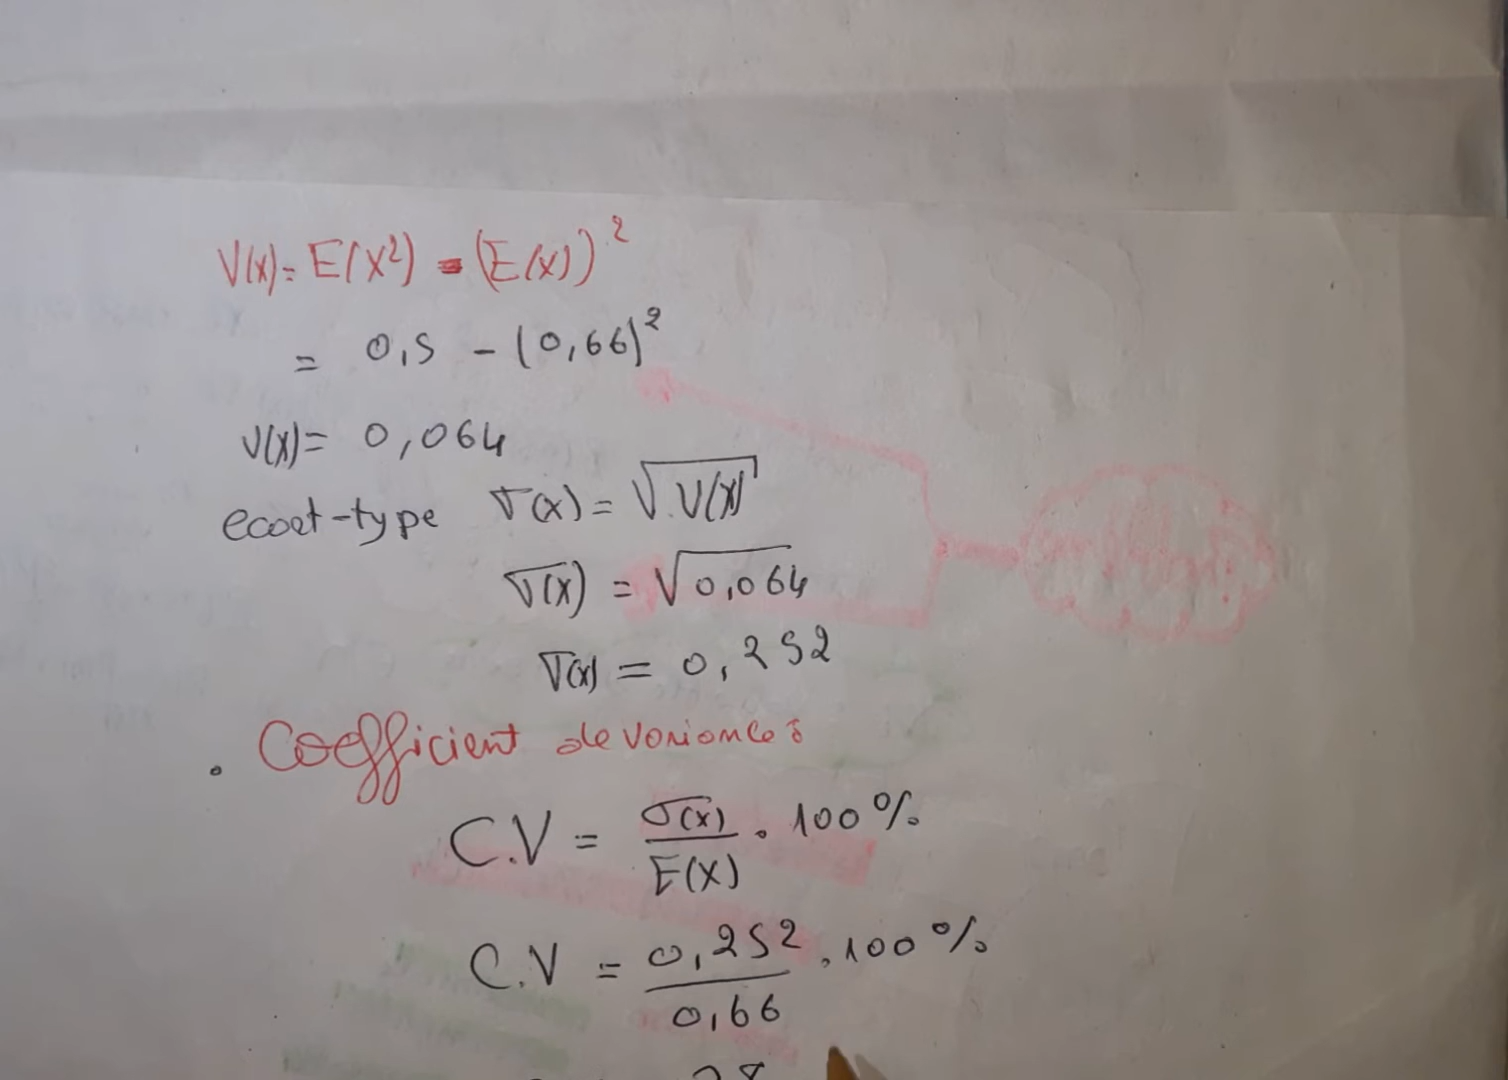 V(x) = E(X²) - (E(x))²
= 0,5 - (0,66)²
V(x) = 0,064
ecart-type σ(x) = √V(x)
σ(x) = √0,064
σ(x) = 0,252
• Coefficient de variance :
C.V = σ(x) / E(X) . 100 %
C.V = 0,252 / 0,66 . 100 %